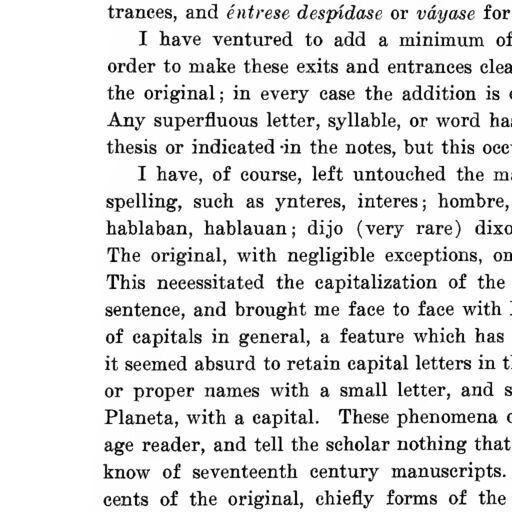 trances, and éntrese despídase or váyase for
I have ventured to add a minimum of
order to make these exits and entrances clea
the original; in every case the addition is
Any superfluous letter, syllable, or word ha
thesis or indicated in the notes, but this occ
I have, of course, left untouched the ma
spelling, such as ynteres, interes; hombre,
hablaban, hablauan; dijo (very rare) dixo
The original, with negligible exceptions, on
This necessitated the capitalization of the
sentence, and brought me face to face with
of capitals in general, a feature which has
it seemed absurd to retain capital letters in t
or proper names with a small letter, and s
Planeta, with a capital. These phenomena
age reader, and tell the scholar nothing that
know of seventeenth century manuscripts.
cents of the original, chiefly forms of the